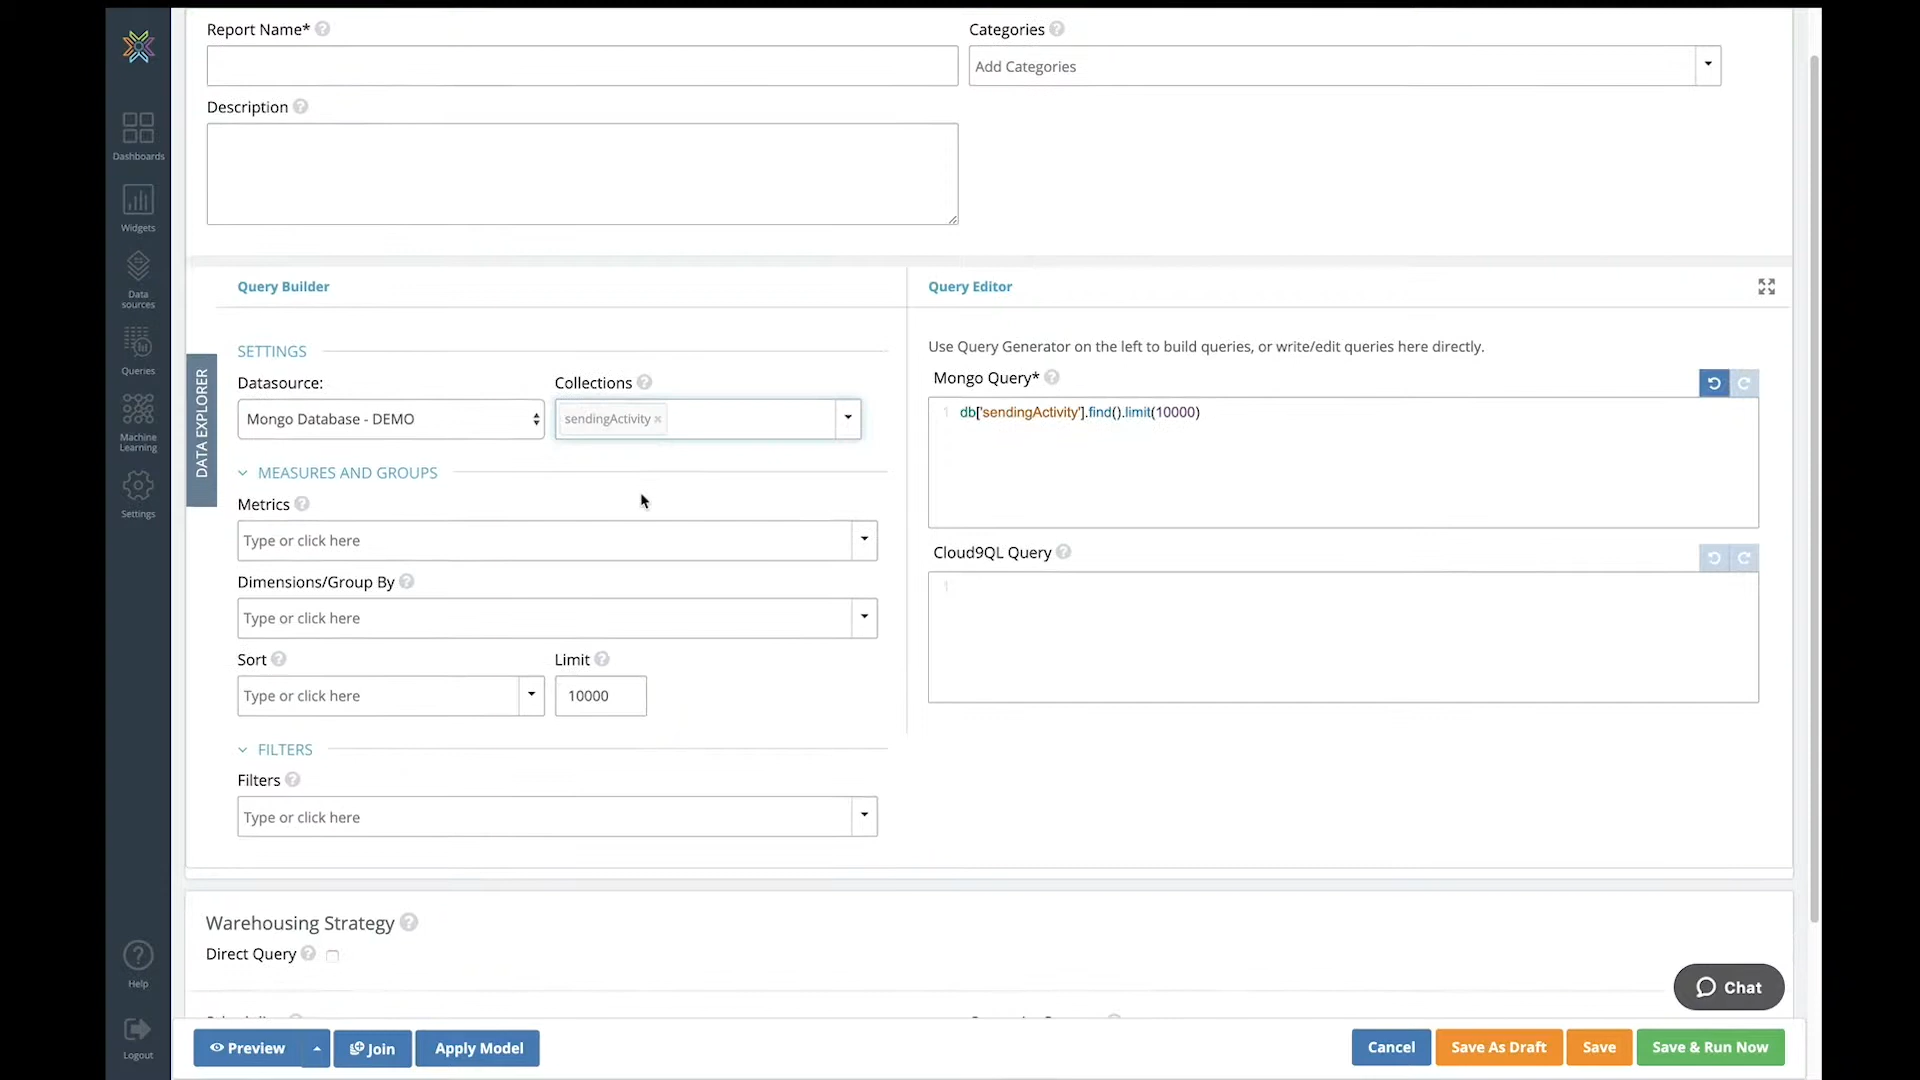 Report Name*
Categories
Add Categories
Description
Dashboards
Widgets
Data
sources
Queries
Machine
Learning
Settings
Help
Logout
DATA EXPLORER
Query Builder
SETTINGS
Datasource:
Collections
Mongo Database - DEMO
sendingActivity ×
MEASURES AND GROUPS
Metrics
Type or click here
Dimensions/Group By
Type or click here
Sort
Limit
Type or click here
10000
FILTERS
Filters
Type or click here
Query Editor
Use Query Generator on the left to build queries, or write/edit queries here directly.
Mongo Query*
1 db['sendingActivity'].find().limit(10000)
Cloud9QL Query
1
Warehousing Strategy
Direct Query
Chat
Preview
Join
Apply Model
Cancel
Save As Draft
Save
Save & Run Now